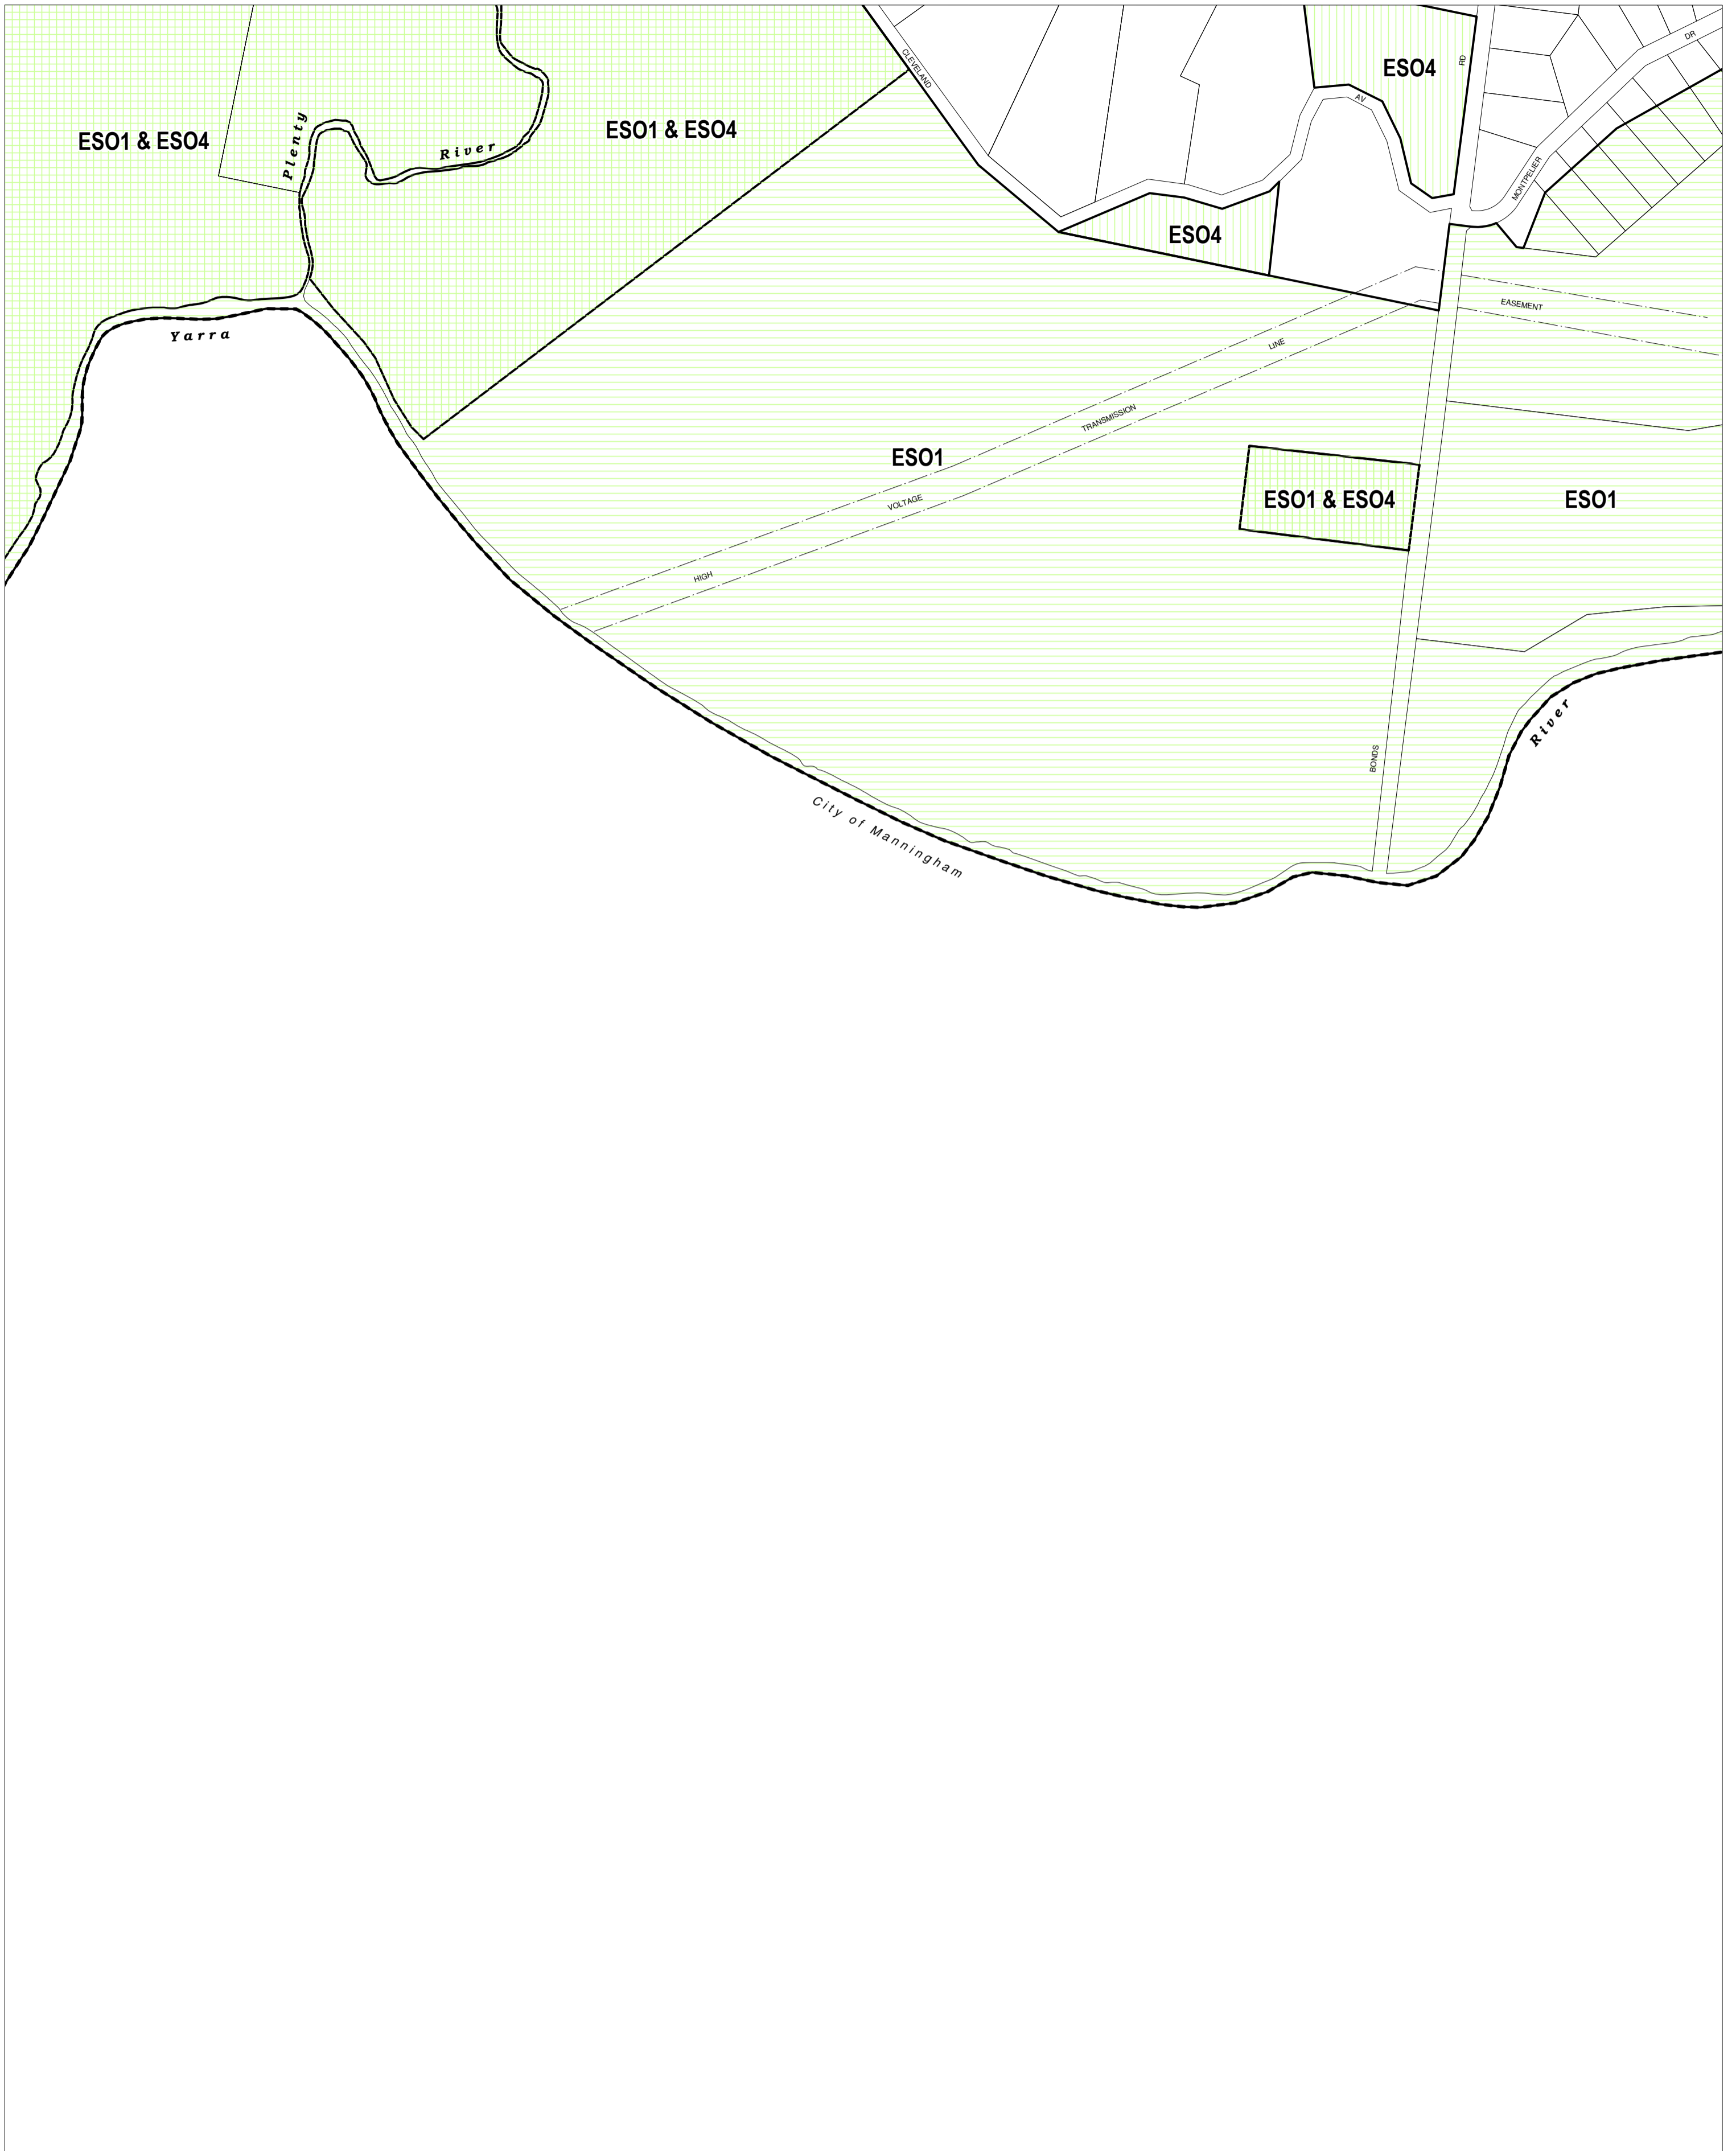 DR
CLEVELAND
RD
ESO4
AV
ESO1 & ESO4
Plenty
River
ESO1 & ESO4
MONTPELIER
ESO4
EASEMENT
Yarra
LINE
TRANSMISSION
ESO1
VOLTAGE
HIGH
ESO1 & ESO4
ESO1
River
BONDS
City of Manningham